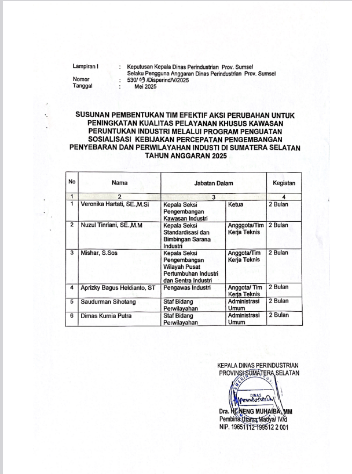 Lampiran I : Keputusan Kepala Dinas Perindustrian Prov. Sumsel
Selaku Pengguna Anggaran Dinas Perindustrian Prov. Sumsel
Nomor : 530/ /Disperind/V/2025
Tanggal : Mei 2025
SUSUNAN PEMBENTUKAN TIM EFEKTIF AKSI PERUBAHAN UNTUK
PENINGKATAN KUALITAS PELAYANAN KHUSUS KAWASAN
PERUNTUKAN INDUSTRI MELALUI PROGRAM PENGUATAN
SOSIALISASI KEBIJAKAN PERCEPATAN PENGEMBANGAN
PENYEBARAN DAN PERWILAYAHAN INDUSTI DI SUMATERA SELATAN
TAHUN ANGGARAN 2025
No Nama Jabatan Dalam Kegiatan
1 2 3 4
1 Veronika Hartati, SE.,M.Si Kepala Seksi Ketua 2 Bulan
Pengembangan
Kawasan Industri
2 Nuzul Tinriani, SE.,M.M Kepala Seksi Angggota/Tim 2 Bulan
Standardisasi dan Kerja Teknis
Bimbingan Sarana
Industri
3 Mishar, S.Sos Kepala Seksi Anggota/Tim 2 Bulan
Pengembangan Kerja Teknis
Wilayah Pusat
Pertumbuhan Industri
dan Sentra Industri
4 Aprizky Bagus Heidianto, ST Pengawas Industri Anggota/ Tim 2 Bulan
Kerja Teknis
5 Saudurman Sihotang Staf Bidang Administrasi 2 Bulan
Perwilayahan Umum
6 Dimas Kurnia Putra Staf Bidang Administrasi 2 Bulan
Perwilayahan Umum
KEPALA DINAS PERINDUSTRIAN
PROVINSI SUMATERA SELATAN
DINAS
Dra. Hj. NENG MUHAIBA, MM
Pembina Utama Madya/ IV/d
NIP. 19651112 199512 2 001